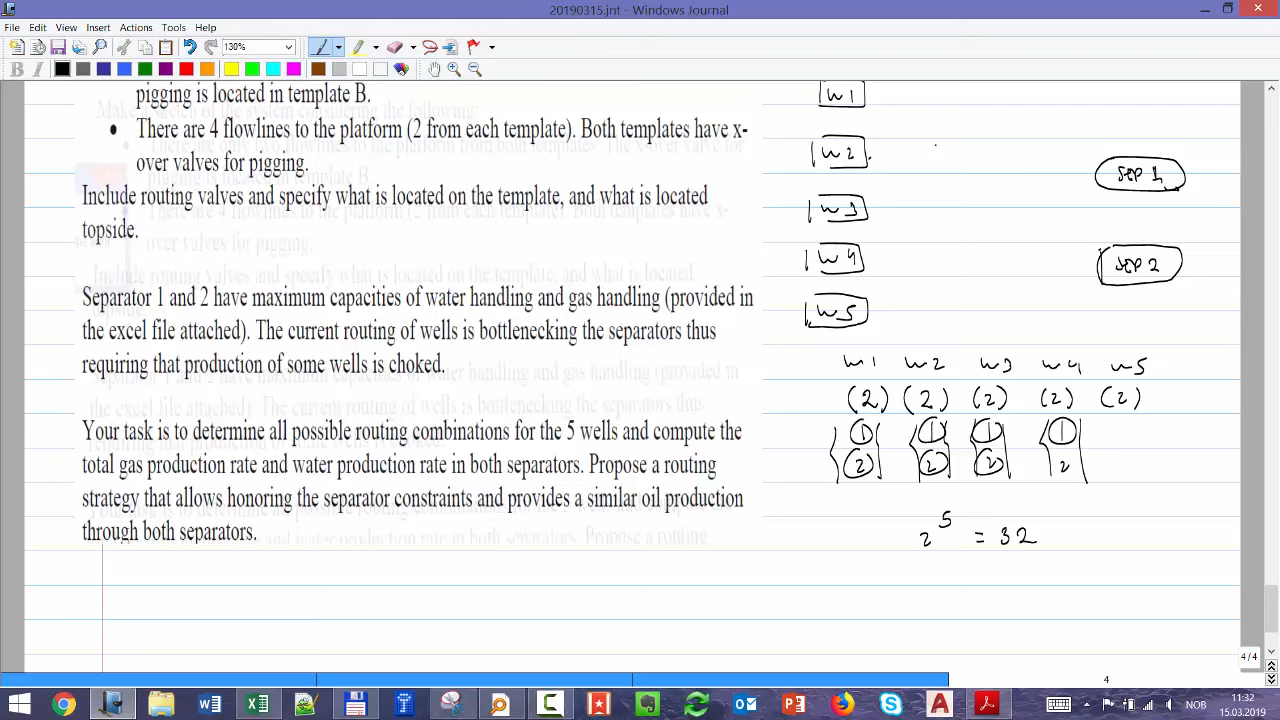 20190315.jnt - Windows Journal
File Edit View Insert Actions Tools Help
130%
B I
pigging is located in template B.
• There are 4 flowlines to the platform (2 from each template). Both templates have x-
over valves for pigging.
Include routing valves and specify what is located on the template, and what is located
topside.
Separator 1 and 2 have maximum capacities of water handling and gas handling (provided in
the excel file attached). The current routing of wells is bottlenecking the separators thus
requiring that production of some wells is choked.
Your task is to determine all possible routing combinations for the 5 wells and compute the
total gas production rate and water production rate in both separators. Propose a routing
strategy that allows honoring the separator constraints and provides a similar oil production
through both separators.
W1
W2
SEP 1
W3
W4
SEP 2
W5
W1 W2 W3 W4 W5
(2) (2) (2) (2) (2)
1 1 1 1
2 2 2 2
2^5 = 32
4 / 4
4
NOB
11:32
15.03.2019